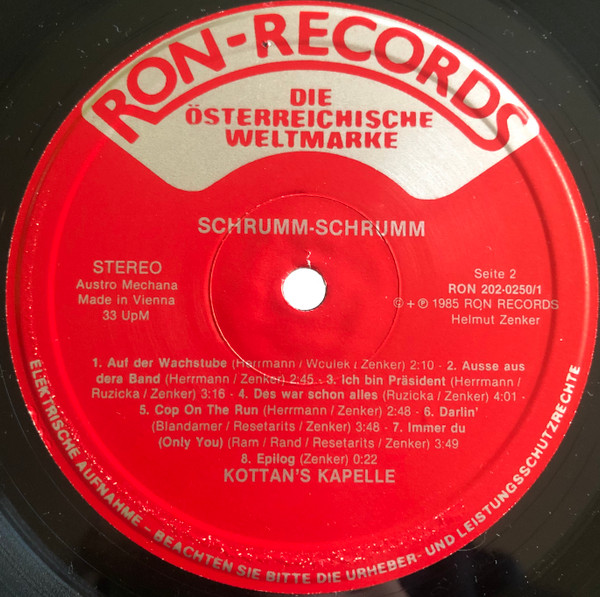 RON-RECORDS
DIE
ÖSTERREICHISCHE
WELTMARKE
SCHRUMM-SCHRUMM
STEREO
Austro Mechana
Made in Vienna
33 UpM
Seite 2
RON 202-0250/1
© + ℗ 1985 RON RECORDS
Helmut Zenker
1. Auf der Wachstube (Herrmann / Wculek / Zenker) 2:10 · 2. Ausse aus
dera Band (Herrmann / Zenker) 2:45 · 3. Ich bin Präsident (Herrmann /
Ruzicka / Zenker) 3:16 · 4. Des war schon alles (Ruzicka / Zenker) 4:01 ·
5. Cop On The Run (Herrmann / Zenker) 2:48 · 6. Darlin'
(Blandamer / Resetarits / Zenker) 3:48 · 7. Immer du
(Only You) (Ram / Rand / Resetarits / Zenker) 3:49
8. Epilog (Zenker) 0:22
KOTTAN'S KAPELLE
ELEKTRISCHE AUFNAHME – BEACHTEN SIE BITTE DIE URHEBER- UND LEISTUNGSSCHUTZRECHTE